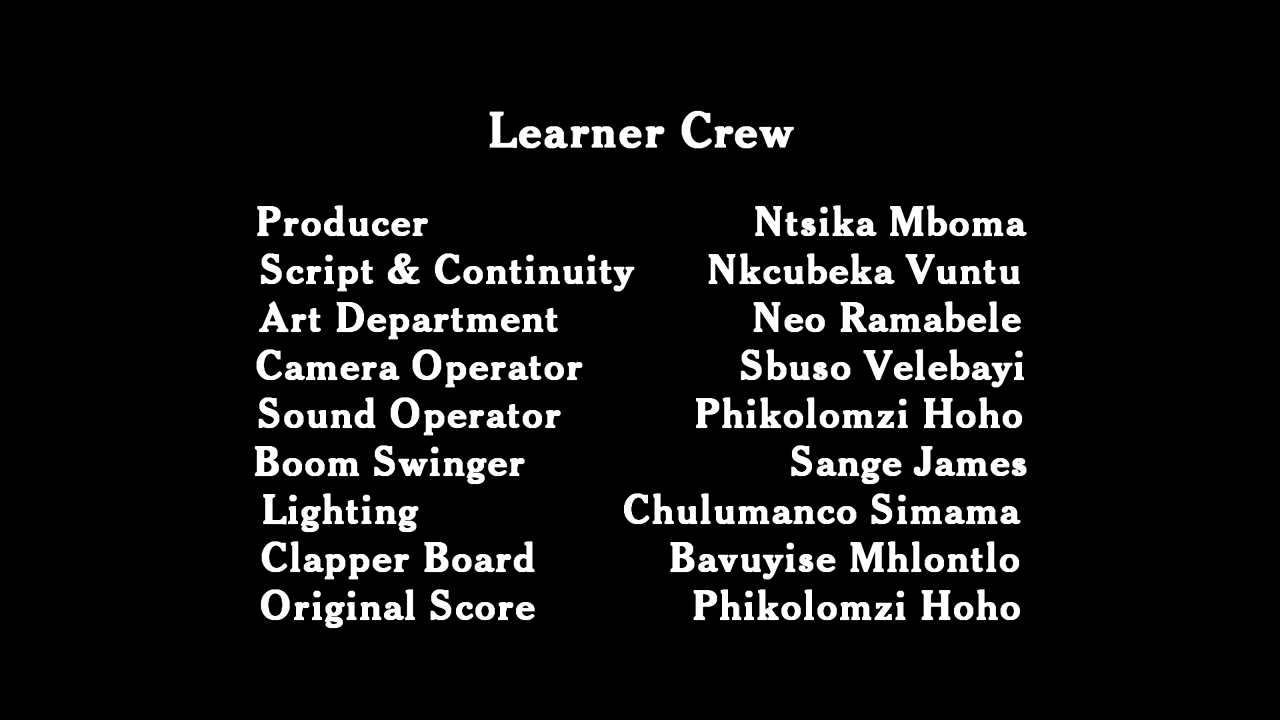 Learner Crew
Producer Ntsika Mboma
Script & Continuity Nkcubeka Vuntu
Art Department Neo Ramabele
Camera Operator Sbuso Velebayi
Sound Operator Phikolomzi Hoho
Boom Swinger Sange James
Lighting Chulumanco Simama
Clapper Board Bavuyise Mhlontlo
Original Score Phikolomzi Hoho